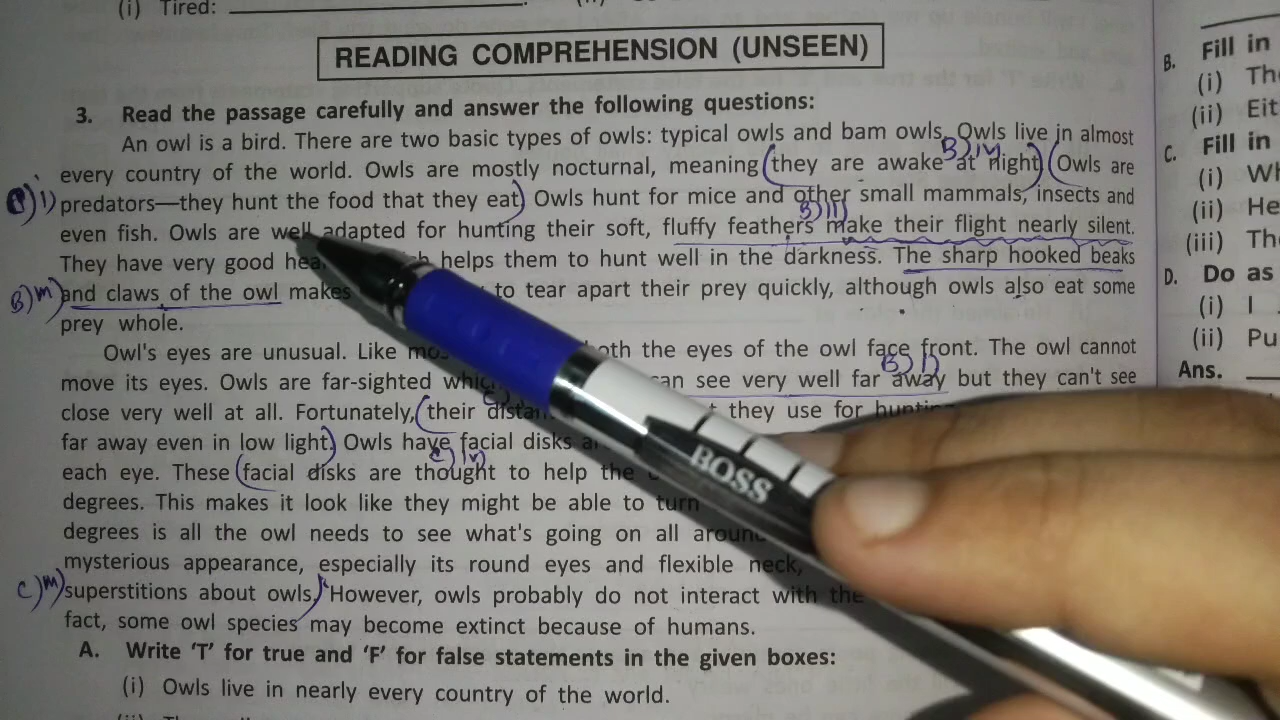 (i) Tired:
READING COMPREHENSION (UNSEEN)
3. Read the passage carefully and answer the following questions:
An owl is a bird. There are two basic types of owls: typical owls and bam owls. Owls live in almost
every country of the world. Owls are mostly nocturnal, meaning (they are awake at night) (Owls are
predators—they hunt the food that they eat) Owls hunt for mice and other small mammals, insects and
even fish. Owls are well adapted for hunting their soft, fluffy feathers make their flight nearly silent.
They have very good helps them to hunt well in the darkness. The sharp hooked beaks
and claws of the owl makes to tear apart their prey quickly, although owls also eat some
prey whole.
Owl's eyes are unusual. Like both the eyes of the owl face front. The owl cannot
move its eyes. Owls are far-sighted can see very well far away but they can't see
close very well at all. Fortunately, (their they use for hunting
far away even in low light.) Owls have facial disks
each eye. These (facial disks are thought to help the
degrees. This makes it look like they might be able to turn
degrees is all the owl needs to see what's going on all around
mysterious appearance, especially its round eyes and flexible neck,
superstitions about owls.) However, owls probably do not interact with the
fact, some owl species may become extinct because of humans.
A. Write 'T' for true and 'F' for false statements in the given boxes:
(i) Owls live in nearly every country of the world.
B) iv
B) ii)
B) i)
BOSS
B. Fill in
(i)
(ii) Eit
C. Fill in
(i)
(ii) He
(iii)
D. Do as
(i) I
(ii) Pu
Ans.